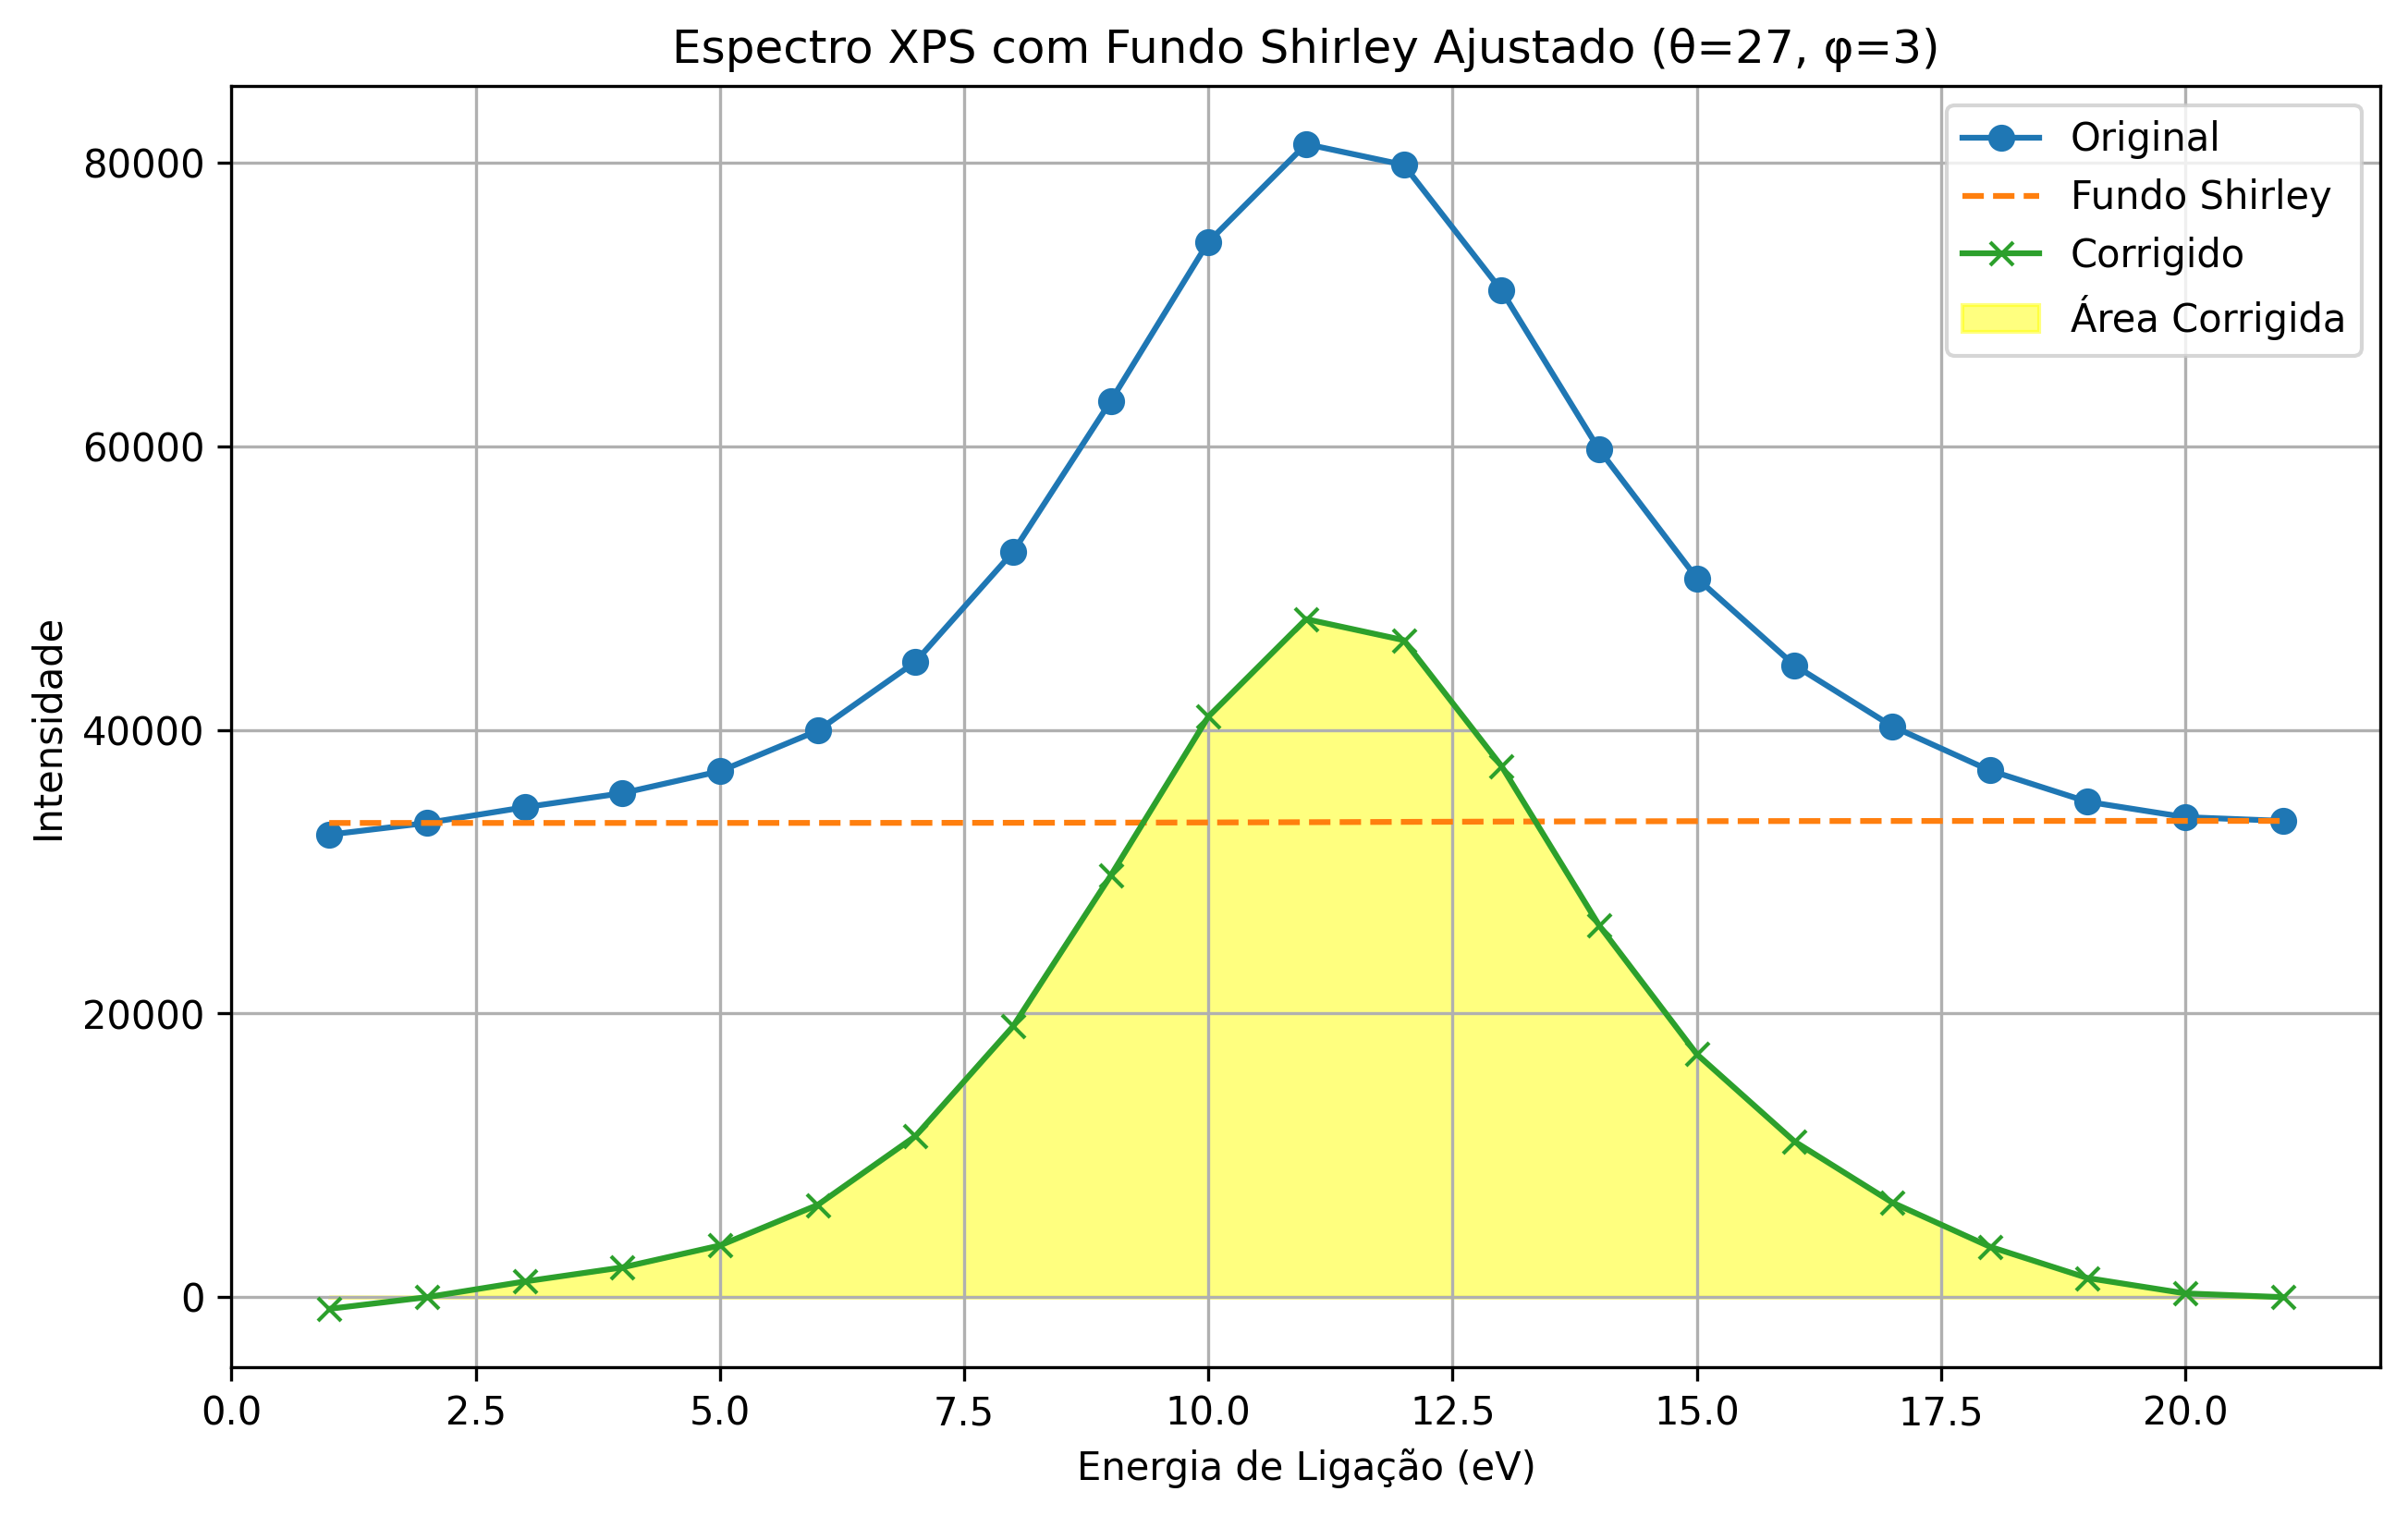 Espectro XPS com Fundo Shirley Ajustado (θ=27, φ=3)
Original
Fundo Shirley
Corrigido
Área Corrigida
Intensidade
80000
60000
40000
20000
0
0.0 2.5 5.0 7.5 10.0 12.5 15.0 17.5 20.0
Energia de Ligação (eV)